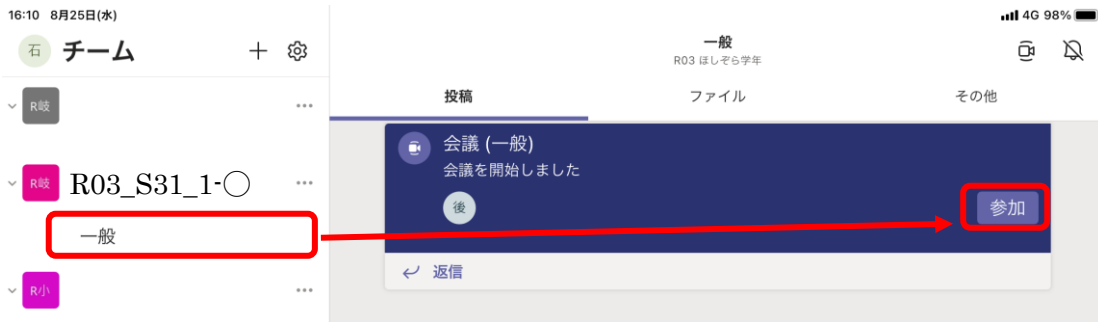 16:10 8月25日(水)
4G 98%
石 チーム
R岐
R岐 R03_S31_1-〇
一般
R小
一般
R03 ほしぞら学年
投稿 ファイル その他
会議 (一般)
会議を開始しました
後
参加
返信